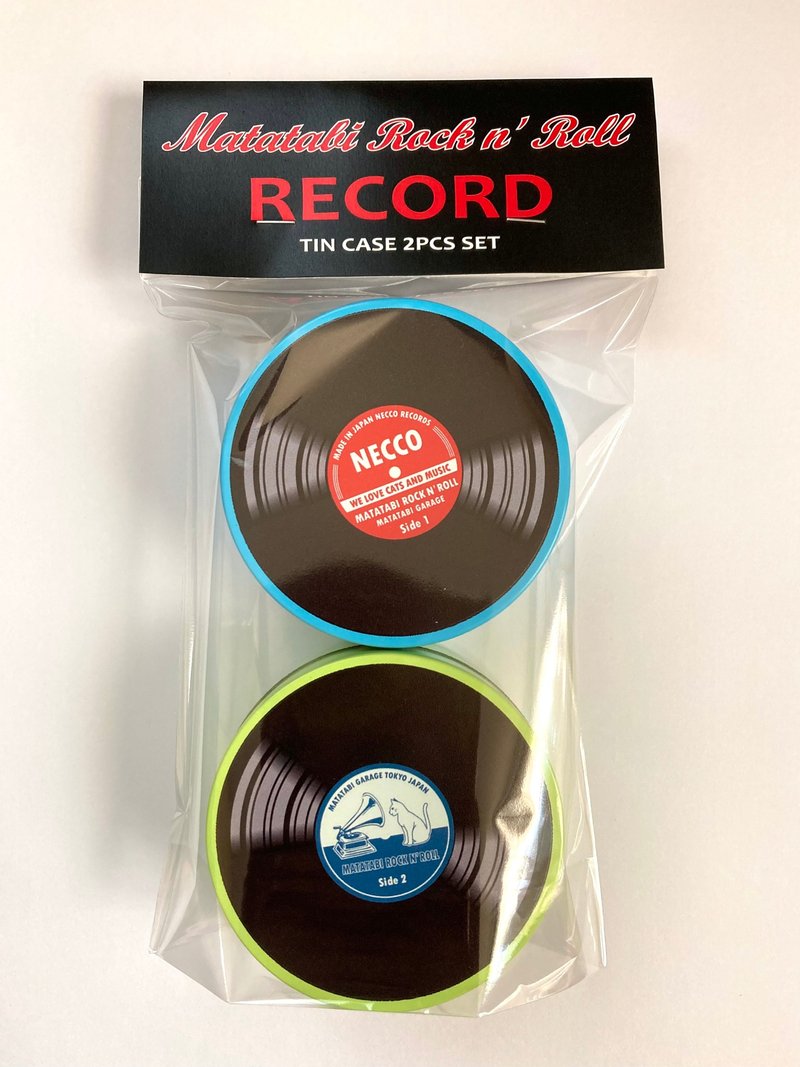 Matatabi Rock n' Roll
RECORD
TIN CASE 2PCS SET
MADE IN JAPAN NECCO RECORDS
NECCO
WE LOVE CATS AND MUSIC
MATATABI ROCK N' ROLL
MATATABI GARAGE
Side 1
MATATABI GARAGE TOKYO JAPAN
MATATABI ROCK N' ROLL
Side 2